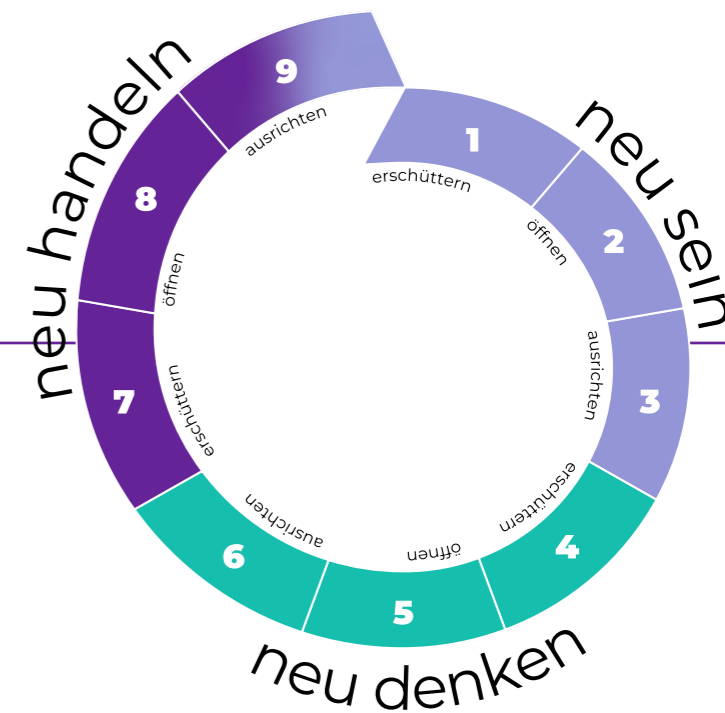 neu sein
1
erschüttern
2
öffnen
3
ausrichten
neu denken
4
erschüttern
5
öffnen
6
ausrichten
neu handeln
7
erschüttern
8
öffnen
9
ausrichten